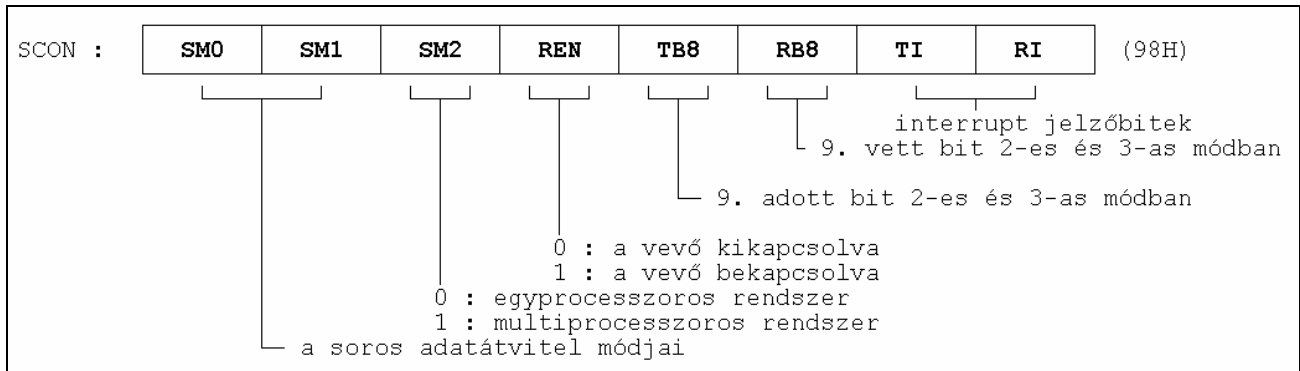 SCON : SM0 SM1 SM2 REN TB8 RB8 TI RI (98H)
interrupt jelzőbitek
9. vett bit 2-es és 3-as módban
9. adott bit 2-es és 3-as módban
0 : a vevő kikapcsolva
1 : a vevő bekapcsolva
0 : egyprocesszoros rendszer
1 : multiprocesszoros rendszer
a soros adatátvitel módjai